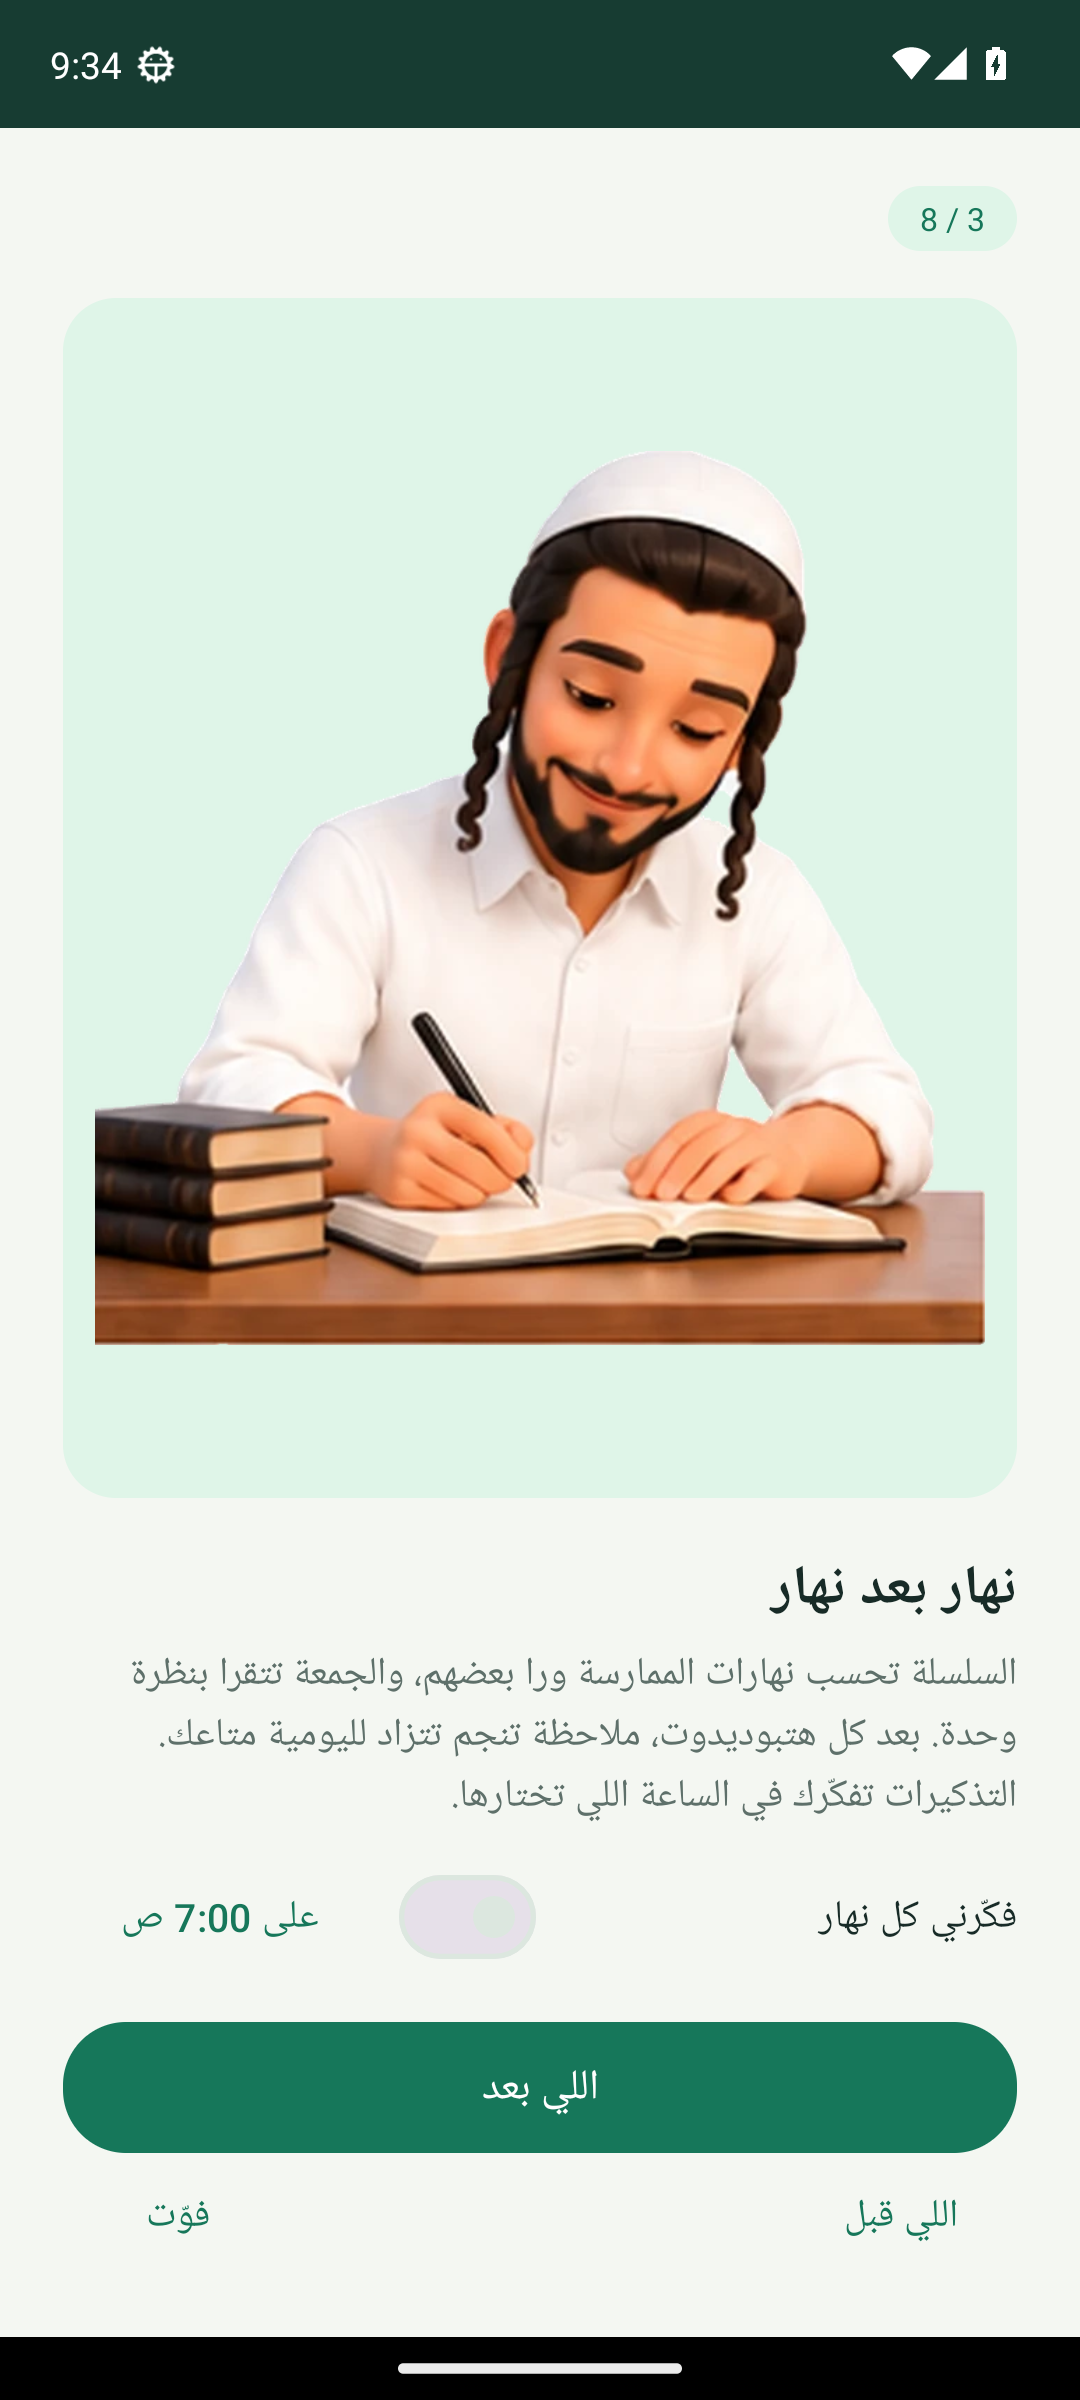 9:34
8 / 3
نهار بعد نهار
السلسلة تحسب نهارات الممارسة ورا بعضهم، والجمعة تتقرا بنظرة
وحدة. بعد كل هتبوديدوت، ملاحظة تنجم تتزاد لليومية متاعك.
التذكيرات تفكّرك في الساعة اللي تختارها.
فكّرني كل نهار
على 7:00 ص
اللي بعد
اللي قبل
فوّت